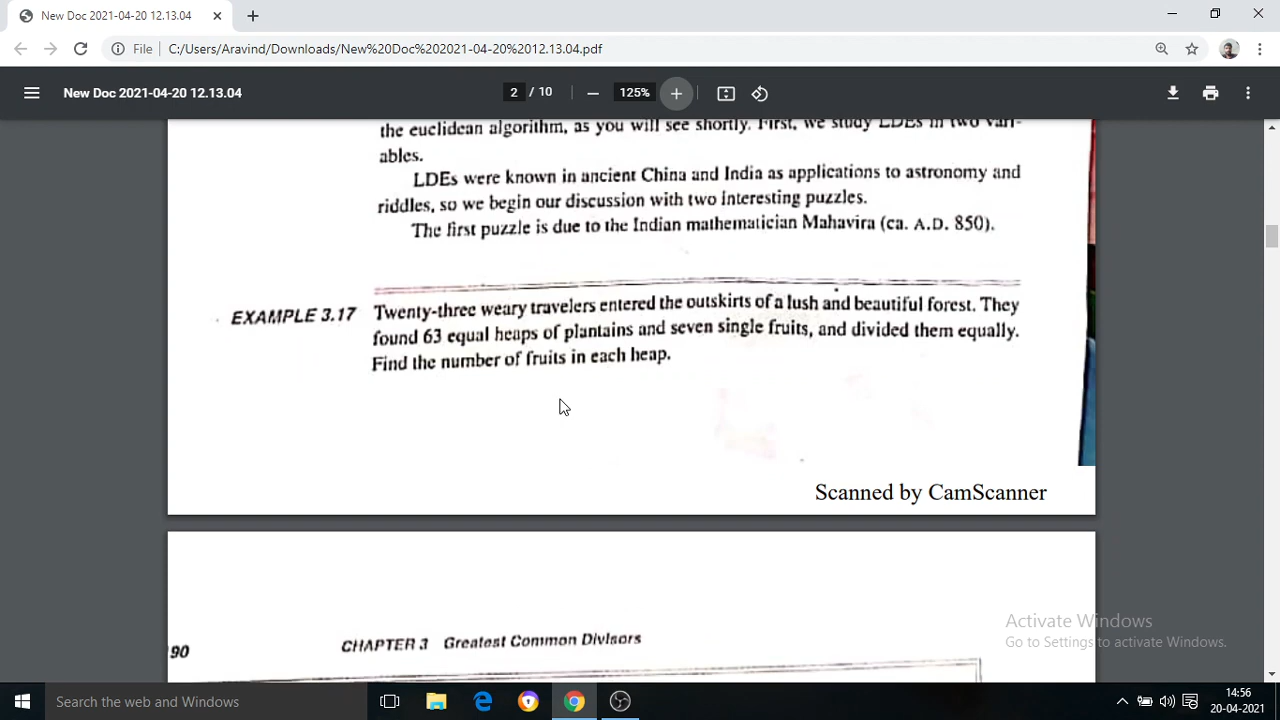 New Doc 2021-04-20 12.13.04
File C:/Users/Aravind/Downloads/New%20Doc%202021-04-20%2012.13.04.pdf
New Doc 2021-04-20 12.13.04 2 / 10 125%
the euclidean algorithm, as you will see shortly. First, we study LDEs in two vari-
ables.
LDEs were known in ancient China and India as applications to astronomy and
riddles, so we begin our discussion with two interesting puzzles.
The first puzzle is due to the Indian mathematician Mahavira (ca. A.D. 850).
EXAMPLE 3.17 Twenty-three weary travelers entered the outskirts of a lush and beautiful forest. They
found 63 equal heaps of plantains and seven single fruits, and divided them equally.
Find the number of fruits in each heap.
Scanned by CamScanner
90 CHAPTER 3 Greatest Common Divisors
Activate Windows
Go to Settings to activate Windows.
Search the web and Windows
14:56
20-04-2021